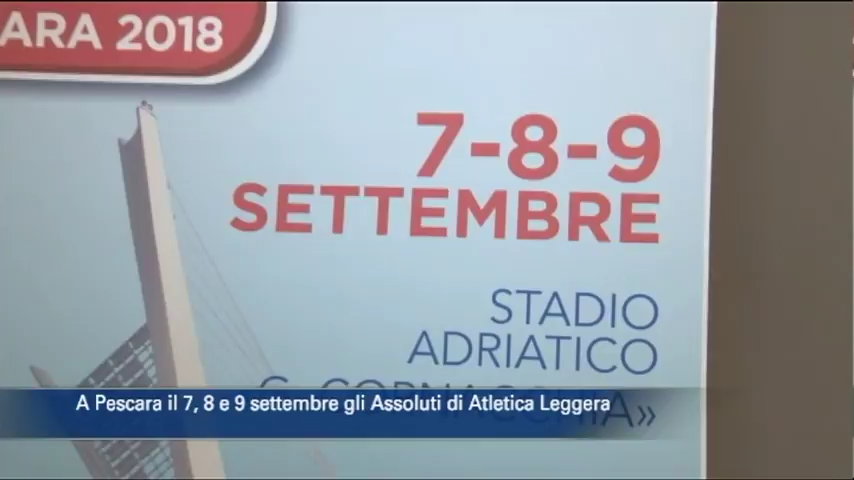 ARA 2018
7-8-9
SETTEMBRE
STADIO
ADRIATICO
A Pescara il 7, 8 e 9 settembre gli Assoluti di Atletica Leggera